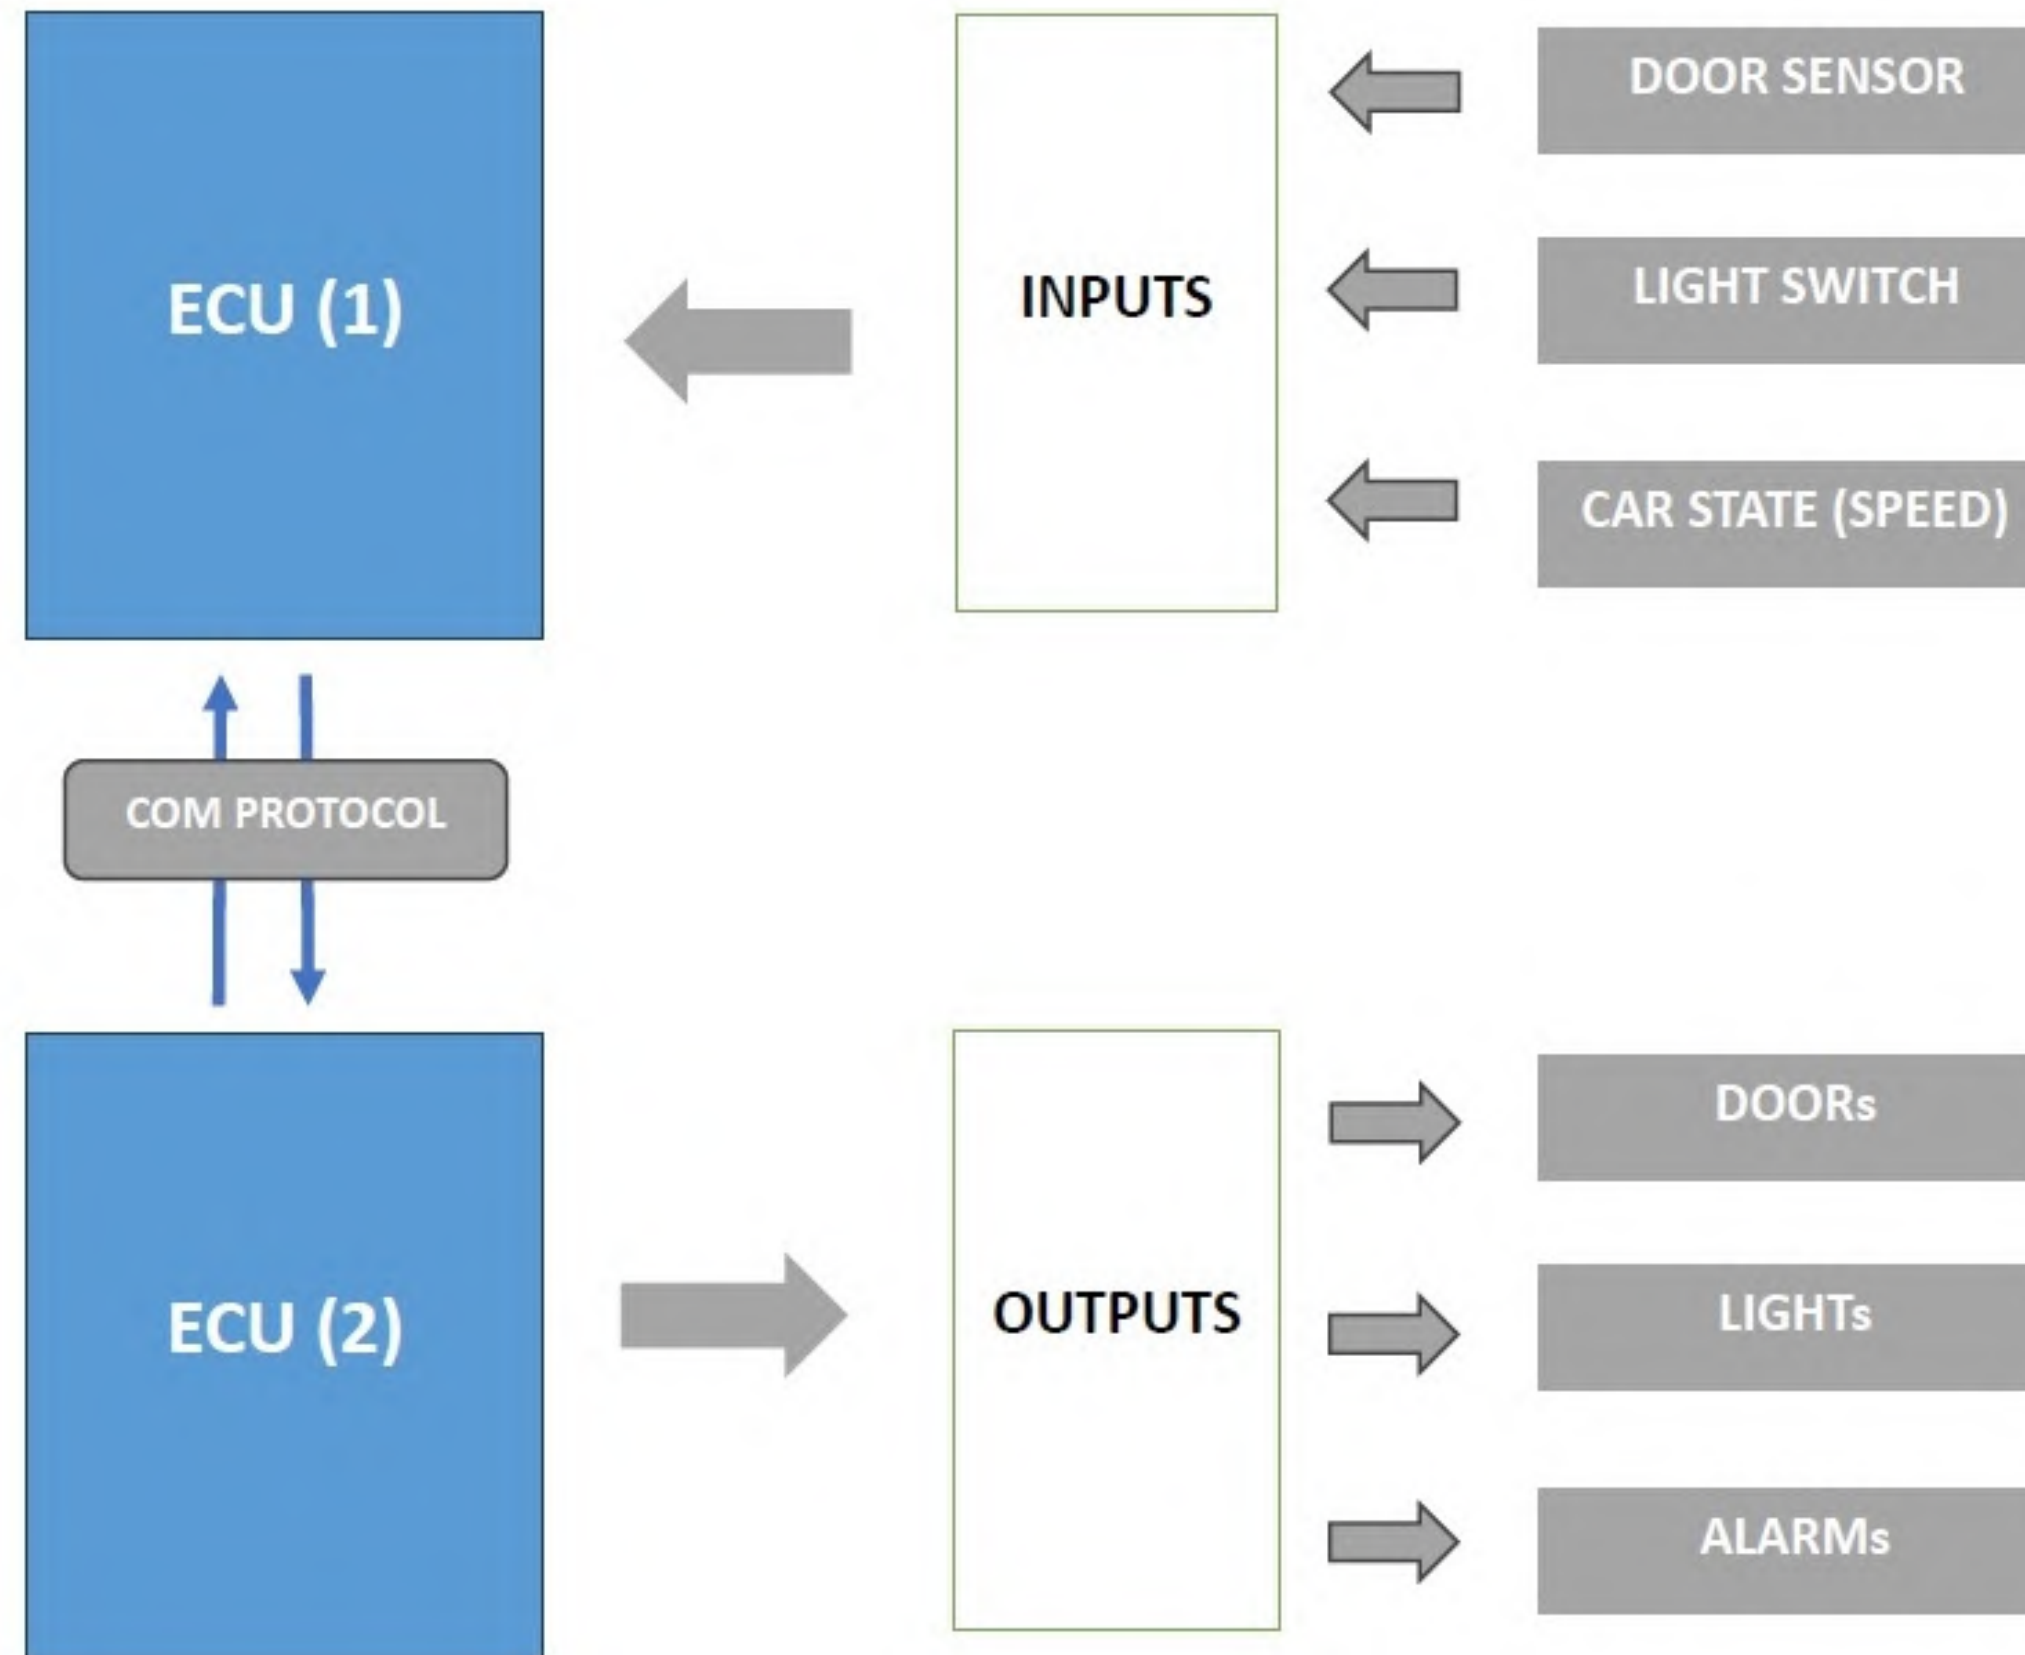 ECU (1)
INPUTS
DOOR SENSOR
LIGHT SWITCH
CAR STATE (SPEED)
COM PROTOCOL
ECU (2)
OUTPUTS
DOORs
LIGHTs
ALARMs